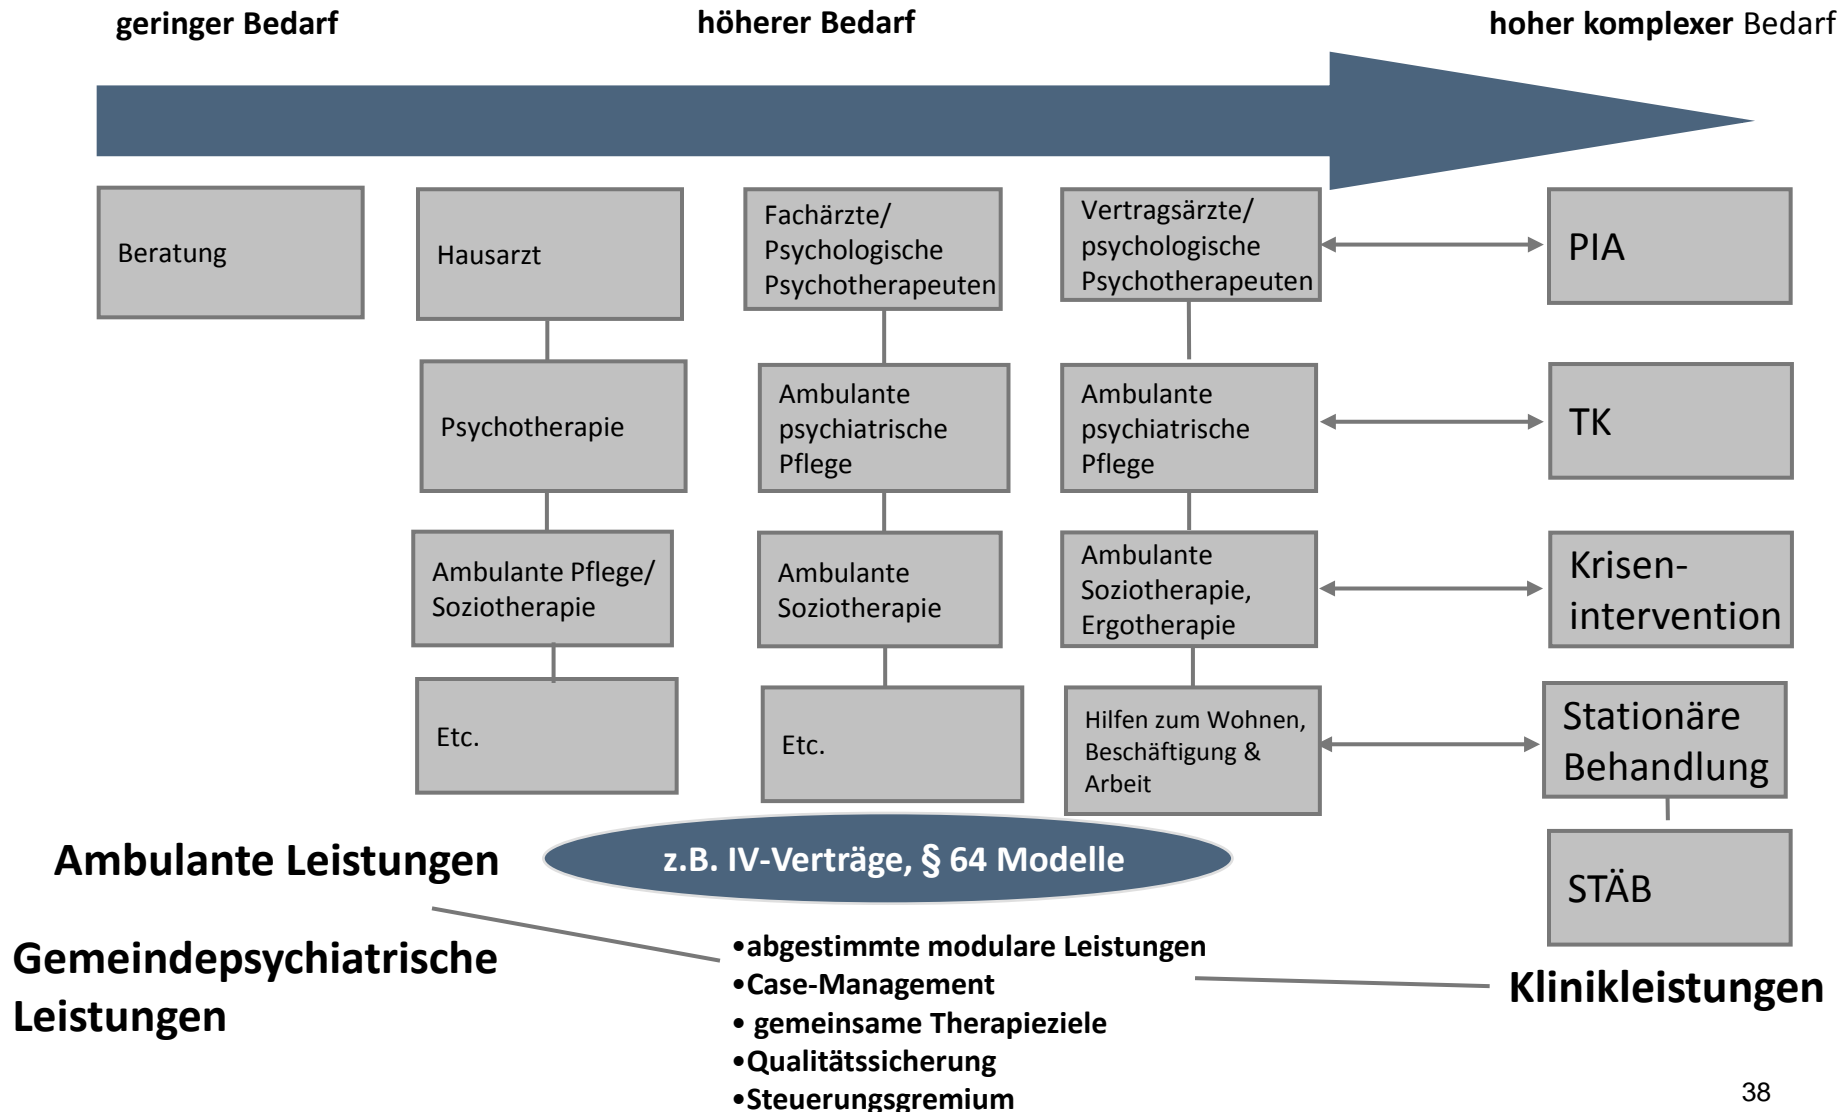 geringer Bedarf
höherer Bedarf
hoher komplexer Bedarf
Beratung
Hausarzt
Psychotherapie
Ambulante Pflege/
Soziotherapie
Etc.
Fachärzte/
Psychologische
Psychotherapeuten
Ambulante
psychiatrische
Pflege
Ambulante
Soziotherapie
Etc.
Vertragsärzte/
psychologische
Psychotherapeuten
Ambulante
psychiatrische
Pflege
Ambulante
Soziotherapie,
Ergotherapie
Hilfen zum Wohnen,
Beschäftigung &
Arbeit
PIA
TK
Krisen-
intervention
Stationäre
Behandlung
STÄB
Ambulante Leistungen
z.B. IV-Verträge, § 64 Modelle
Gemeindepsychiatrische
Leistungen
•abgestimmte modulare Leistungen
•Case-Management
• gemeinsame Therapieziele
•Qualitätssicherung
•Steuerungsgremium
Klinikleistungen
38